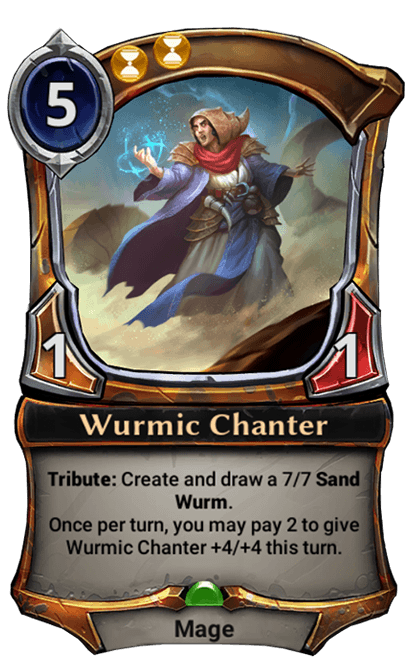 5
1
1
Wurmic Chanter
Tribute: Create and draw a 7/7 Sand
Wurm.
Once per turn, you may pay 2 to give
Wurmic Chanter +4/+4 this turn.
Mage